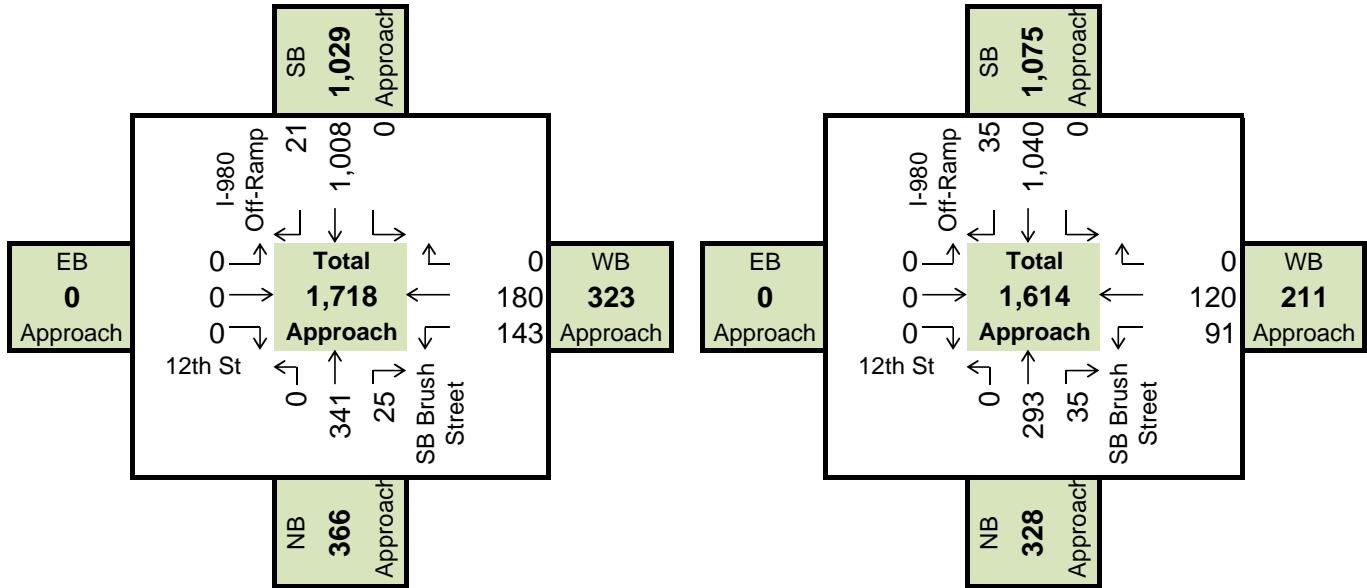 SB
1,029
Approach
I-980
Off-Ramp
21
1,008
0
EB
0
Approach
0
0
0
Total
1,718
Approach
0
180
143
WB
323
Approach
12th St
0
341
25
SB Brush
Street
NB
366
Approach
SB
1,075
Approach
I-980
Off-Ramp
35
1,040
0
EB
0
Approach
0
0
0
Total
1,614
Approach
0
120
91
WB
211
Approach
12th St
0
293
35
SB Brush
Street
NB
328
Approach